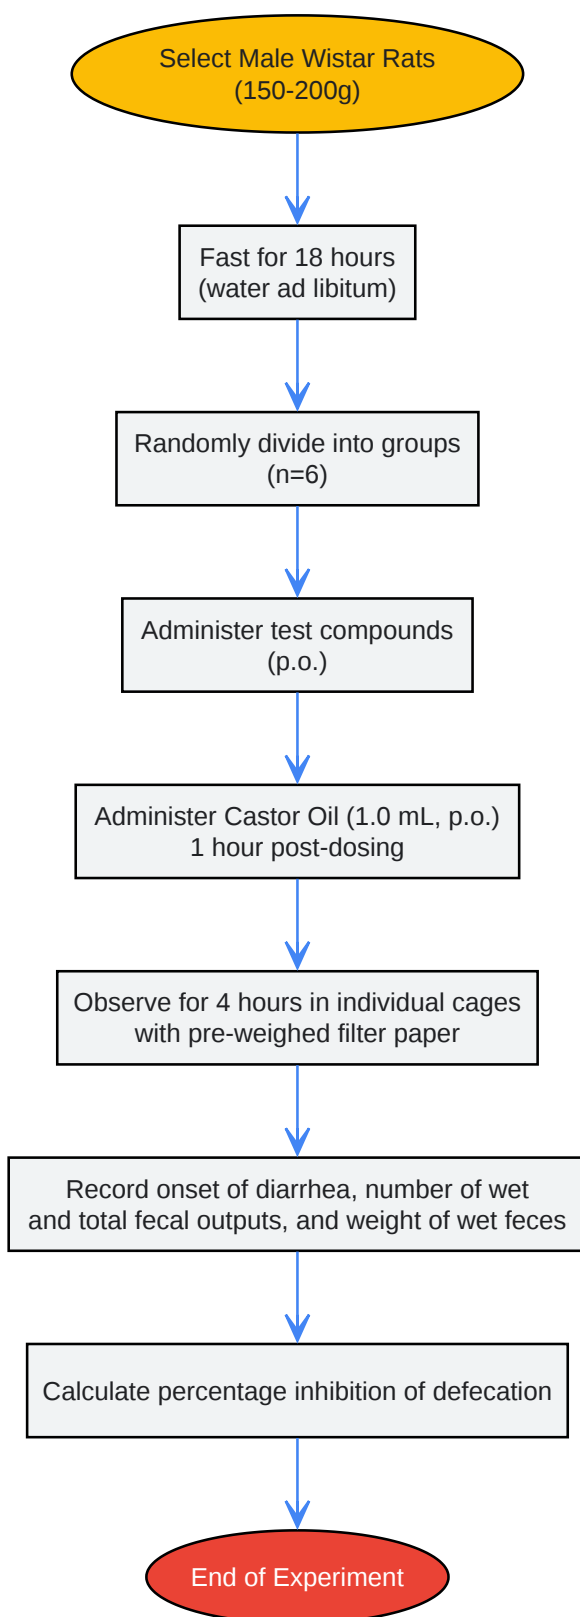 Select Male Wistar Rats
(150-200g)
Fast for 18 hours
(water ad libitum)
Randomly divide into groups
(n=6)
Administer test compounds
(p.o.)
Administer Castor Oil (1.0 mL, p.o.)
1 hour post-dosing
Observe for 4 hours in individual cages
with pre-weighed filter paper
Record onset of diarrhea, number of wet
and total fecal outputs, and weight of wet feces
Calculate percentage inhibition of defecation
End of Experiment